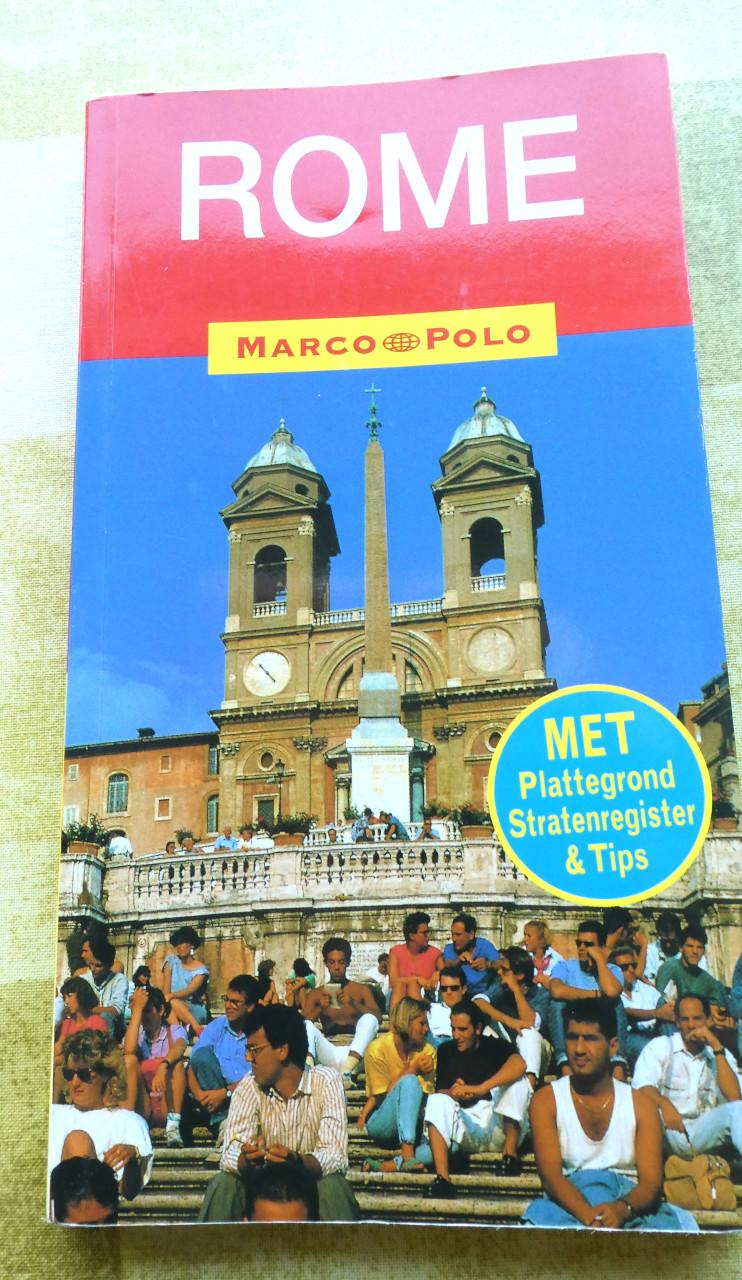 ROME
MARCO POLO
MET
Plattegrond
Stratenregister
& Tips